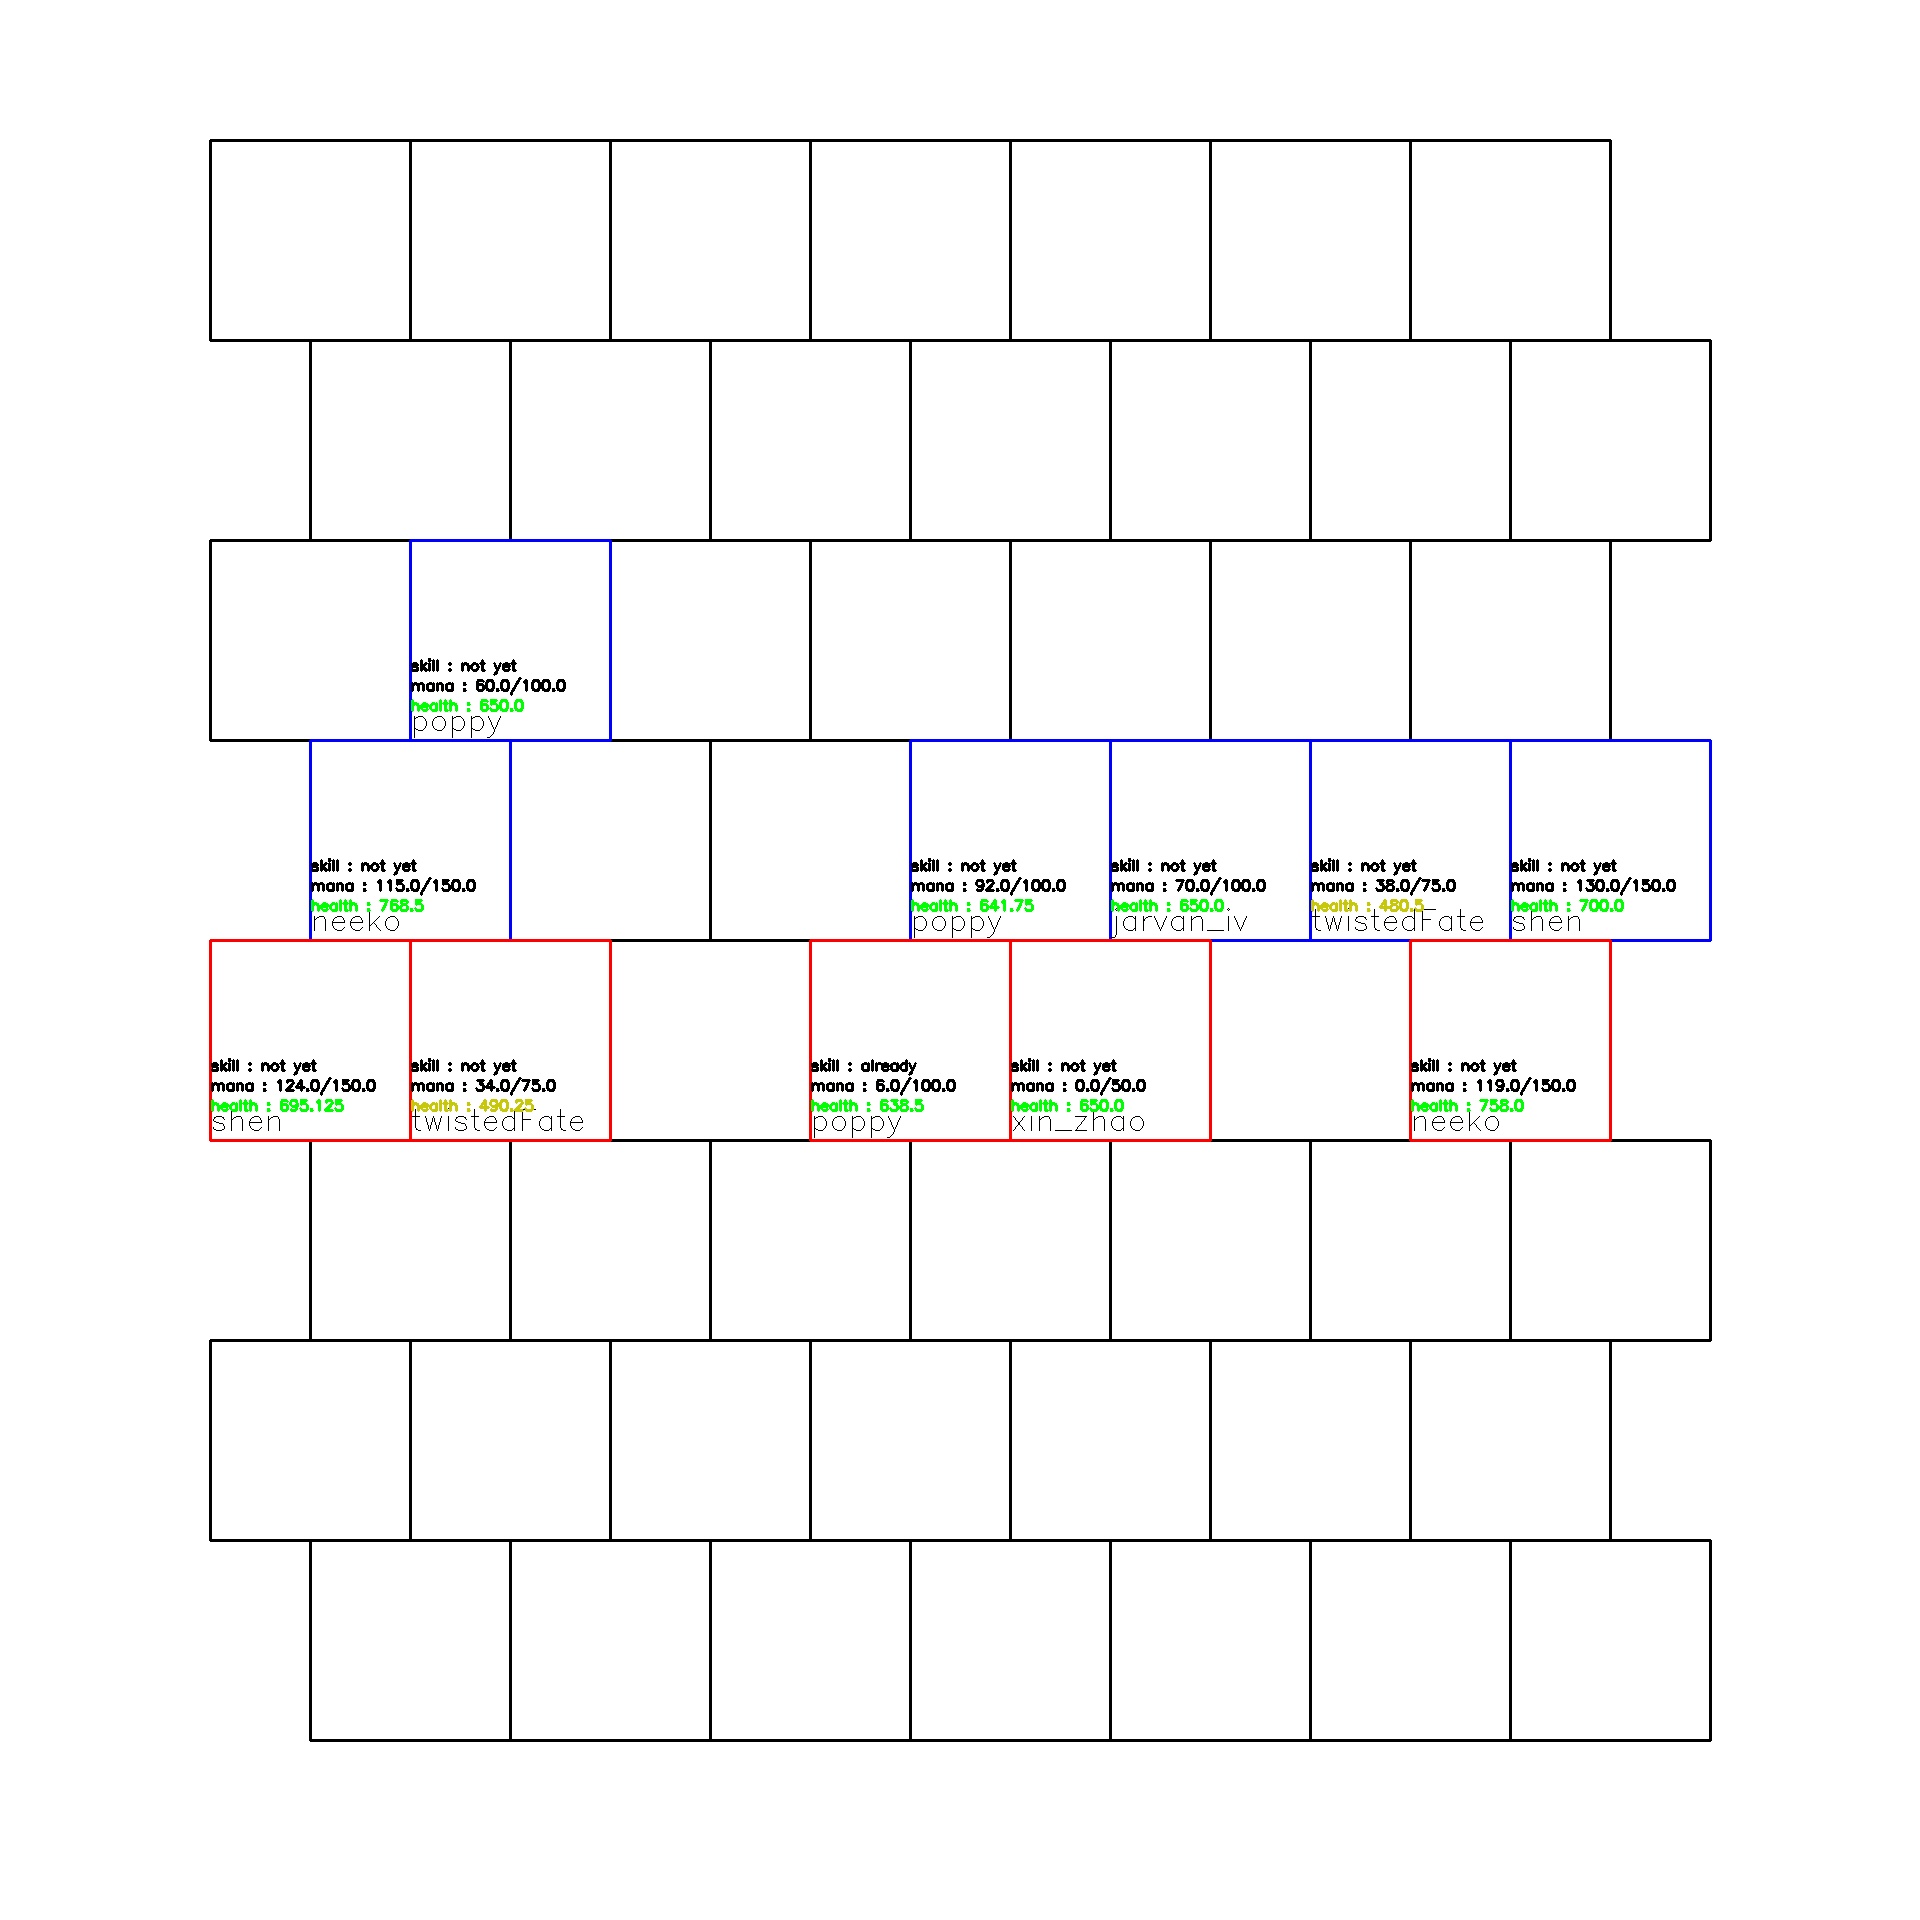 skill : not yet
mana : 60.0/100.0
health : 650.0
poppy
skill : not yet
mana : 115.0/150.0
health : 768.5
neeko
skill : not yet
mana : 92.0/100.0
health : 641.75
poppy
skill : not yet
mana : 70.0/100.0
health : 650.0
jarvan_iv
skill : not yet
mana : 38.0/75.0
health : 480.5
twistedFate
skill : not yet
mana : 130.0/150.0
health : 700.0
shen
skill : not yet
mana : 124.0/150.0
health : 695.125
shen
skill : not yet
mana : 34.0/75.0
health : 490.25
twistedFate
skill : already
mana : 6.0/100.0
health : 638.5
poppy
skill : not yet
mana : 0.0/50.0
health : 650.0
xin_zhao
skill : not yet
mana : 119.0/150.0
health : 758.0
neeko